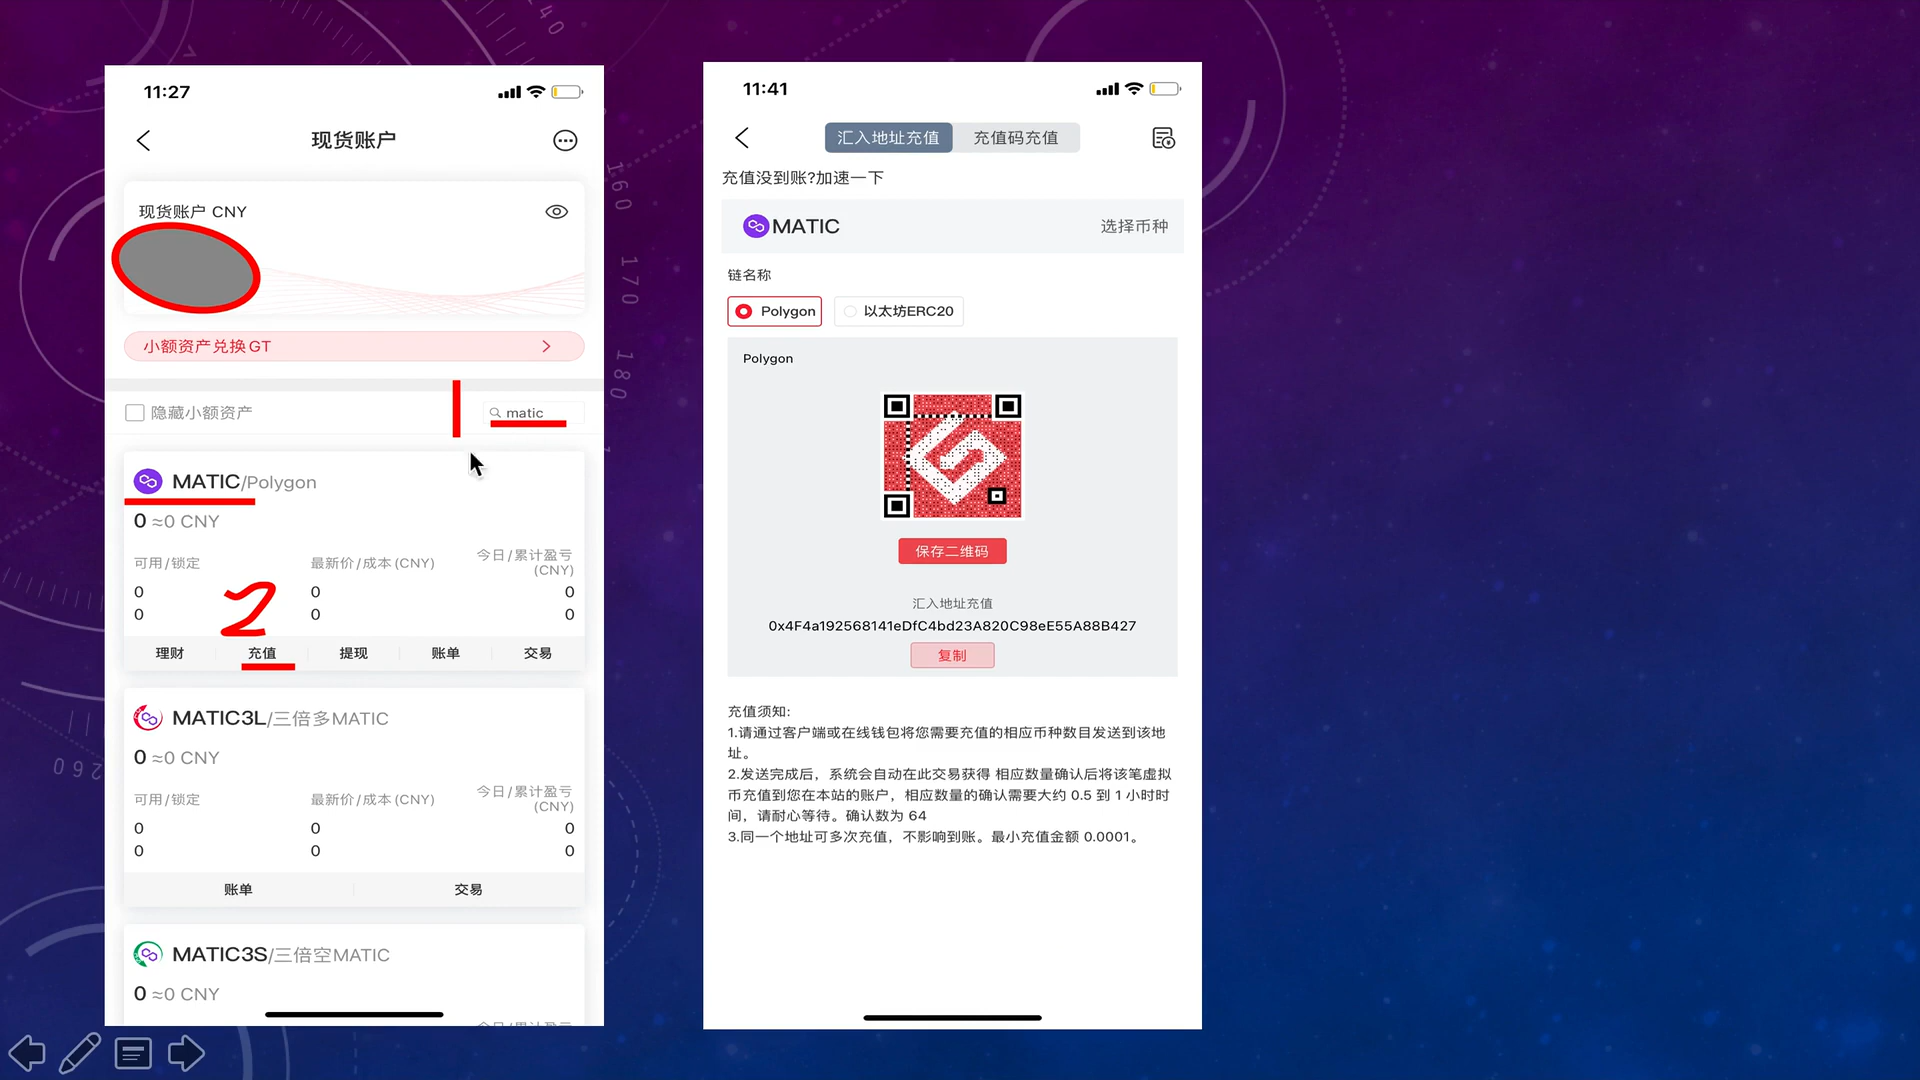 11:27
现货账户
现货账户 CNY
小额资产兑换GT
隐藏小额资产
matic
MATIC/Polygon
0 ≈0 CNY
可用/锁定
最新价/成本(CNY)
今日/累计盈亏
(CNY)
0
0
0
0
0
0
2
理财
充值
提现
账单
交易
MATIC3L/三倍多MATIC
0 ≈0 CNY
可用/锁定
最新价/成本(CNY)
今日/累计盈亏
(CNY)
0
0
0
0
0
0
账单
交易
MATIC3S/三倍空MATIC
0 ≈0 CNY
11:41
汇入地址充值
充值码充值
充值没到账?加速一下
MATIC
选择币种
链名称
Polygon
以太坊ERC20
Polygon
保存二维码
汇入地址充值
0x4F4a192568141eDfC4bd23A820C98eE55A88B427
复制
充值须知:
1.请通过客户端或在线钱包将您需要充值的相应币种数目发送到该地
址。
2.发送完成后，系统会自动在此交易获得 相应数量确认后将该笔虚拟
币充值到您在本站的账户，相应数量的确认需要大约 0.5 到 1 小时时
间，请耐心等待。确认数为 64
3.同一个地址可多次充值，不影响到账。最小充值金额 0.0001。
40
160
170
180
260